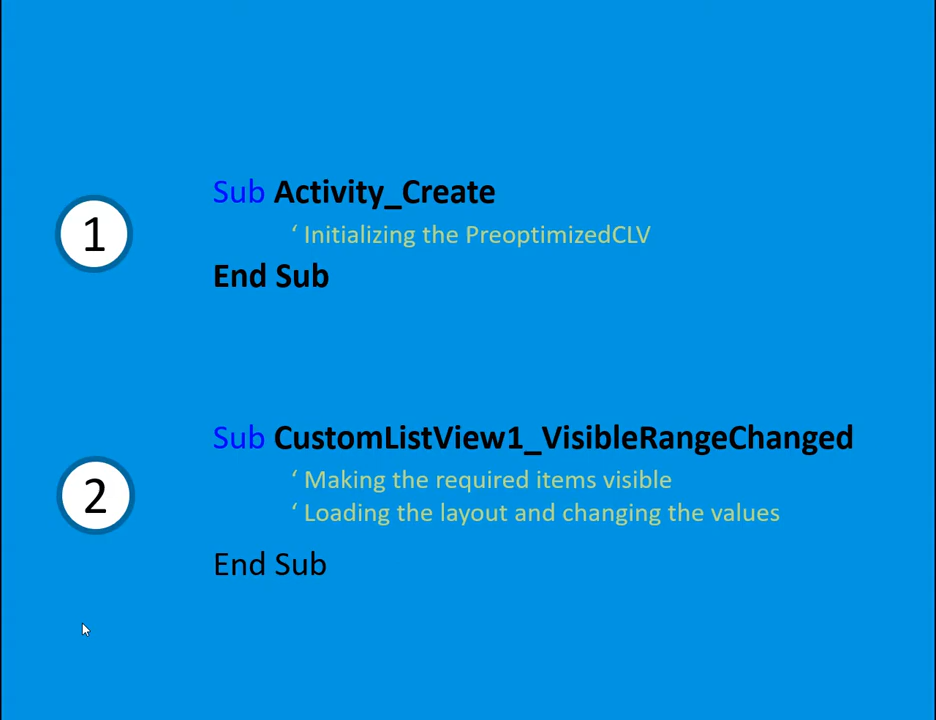 Sub Activity_Create
1
‘ Initializing the PreoptimizedCLV
End Sub
Sub CustomListView1_VisibleRangeChanged
2
‘ Making the required items visible
‘ Loading the layout and changing the values
End Sub